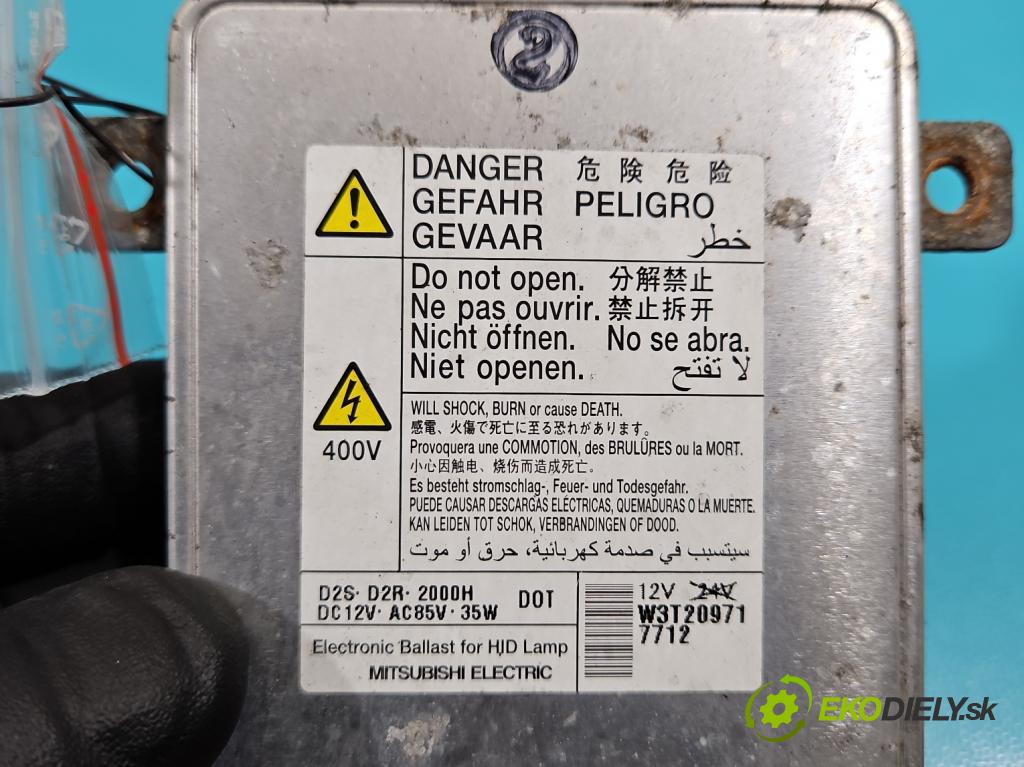 2
DANGER 危険危险
GEFAHR PELIGRO
GEVAAR خطر
Do not open. 分解禁止
Ne pas ouvrir. 禁止拆开
Nicht öffnen. No se abra.
Niet openen. لا تفتح
WILL SHOCK, BURN or cause DEATH.
感電、火傷で死亡に至る恐れがあります。
400V
Provoquera une COMMOTION, des BRULÛRES ou la MORT.
小心因触电、烧伤而造成死亡。
Es besteht stromschlag-, Feuer- und Todesgefahr.
PUEDE CAUSAR DESCARGAS ELÉCTRICAS, QUEMADURAS O LA MUERTE.
KAN LEIDEN TOT SCHOK, VERBRANDINGEN OF DOOD.
سيتسبب في صدمة كهربائية، حرق أو موت
D2S· D2R· 2000H
DC12V· AC85V· 35W DOT
12V 24V
W3T20971
7712
Electronic Ballast for HID Lamp
MITSUBISHI ELECTRIC
EKODIELY.sk